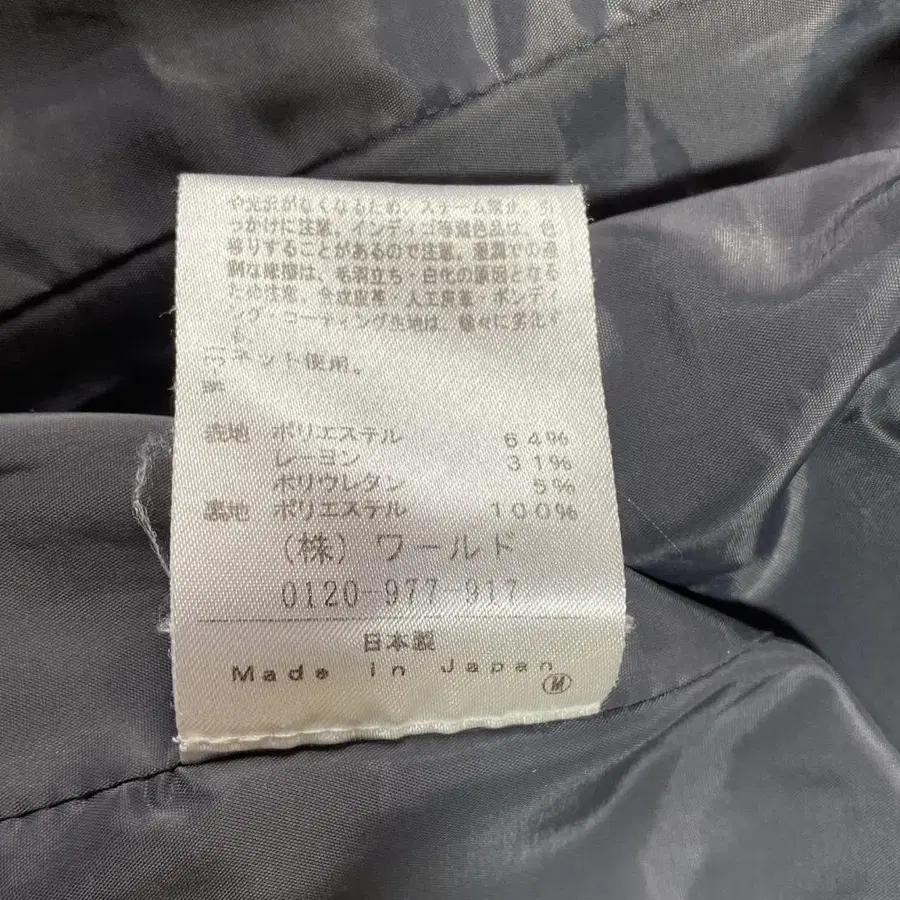 や光沢がなくなるため、スチーム
っかけに注意。インディゴ等濃色品は、色
移りすることがあるので注意。湿潤での過
剰な摩擦は、毛羽立ち・白化の原因となる
ため注意。合成皮革・人工皮革・ボンディ
ング・コーティング生地は、徐々に劣化
ネット使用。
表地 ポリエステル 64%
レーヨン 31%
ポリウレタン 5%
裏地 ポリエステル 100%
(株) ワールド
0120-977-917
日本製
Made in Japan
M